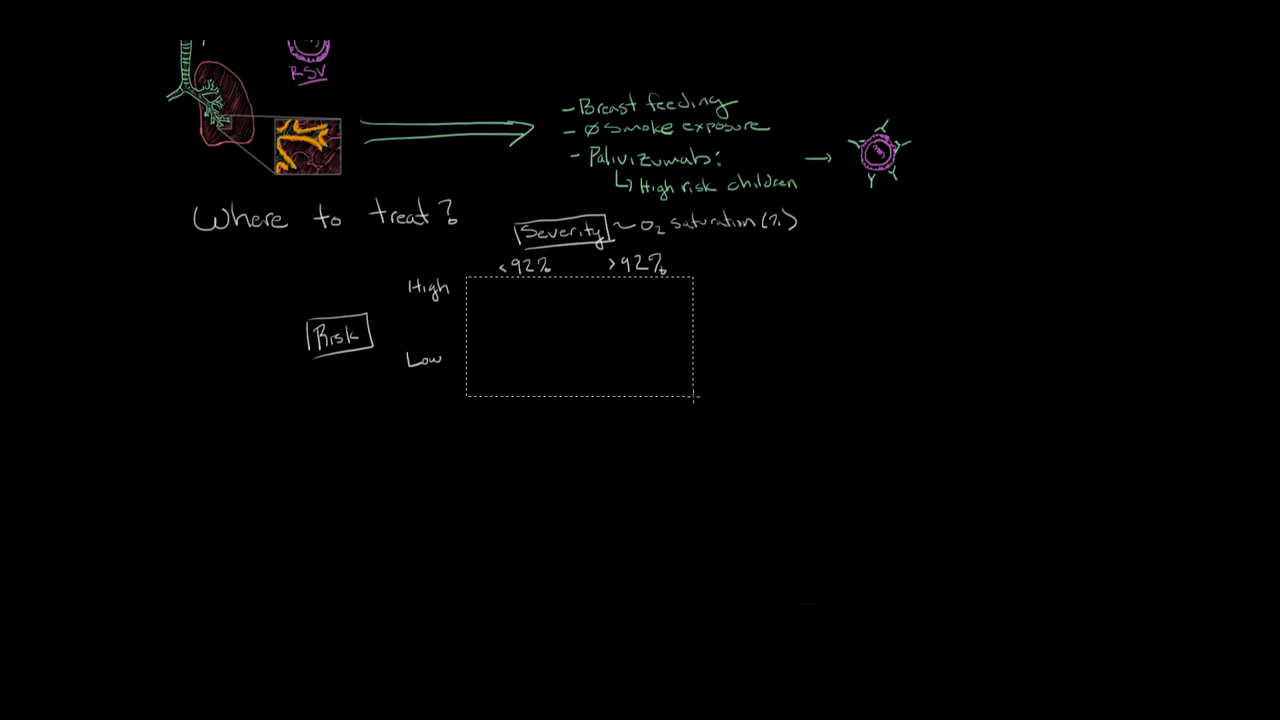 RSV
- Breast feeding
- Ø Smoke exposure
- Palivizumab:
High risk children
Where to treat?
Severity ~ O₂ saturation (%)
<92% >92%
High
Risk
Low